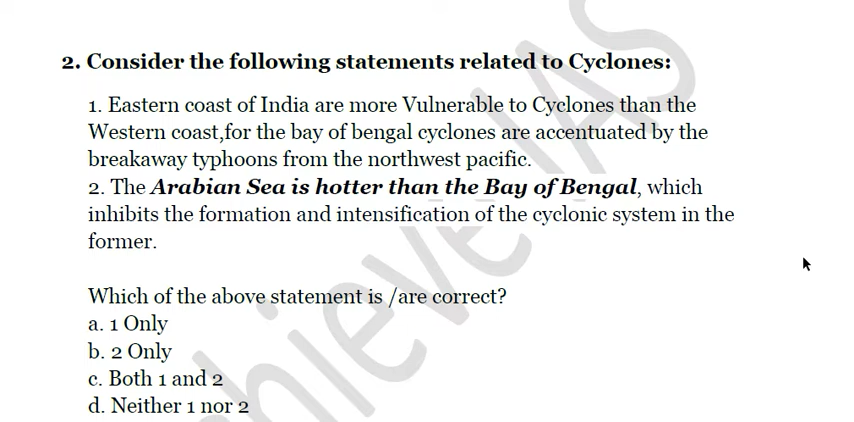 2. Consider the following statements related to Cyclones:
1. Eastern coast of India are more Vulnerable to Cyclones than the
Western coast,for the bay of bengal cyclones are accentuated by the
breakaway typhoons from the northwest pacific.
2. The Arabian Sea is hotter than the Bay of Bengal, which
inhibits the formation and intensification of the cyclonic system in the
former.
Which of the above statement is /are correct?
a. 1 Only
b. 2 Only
c. Both 1 and 2
d. Neither 1 nor 2